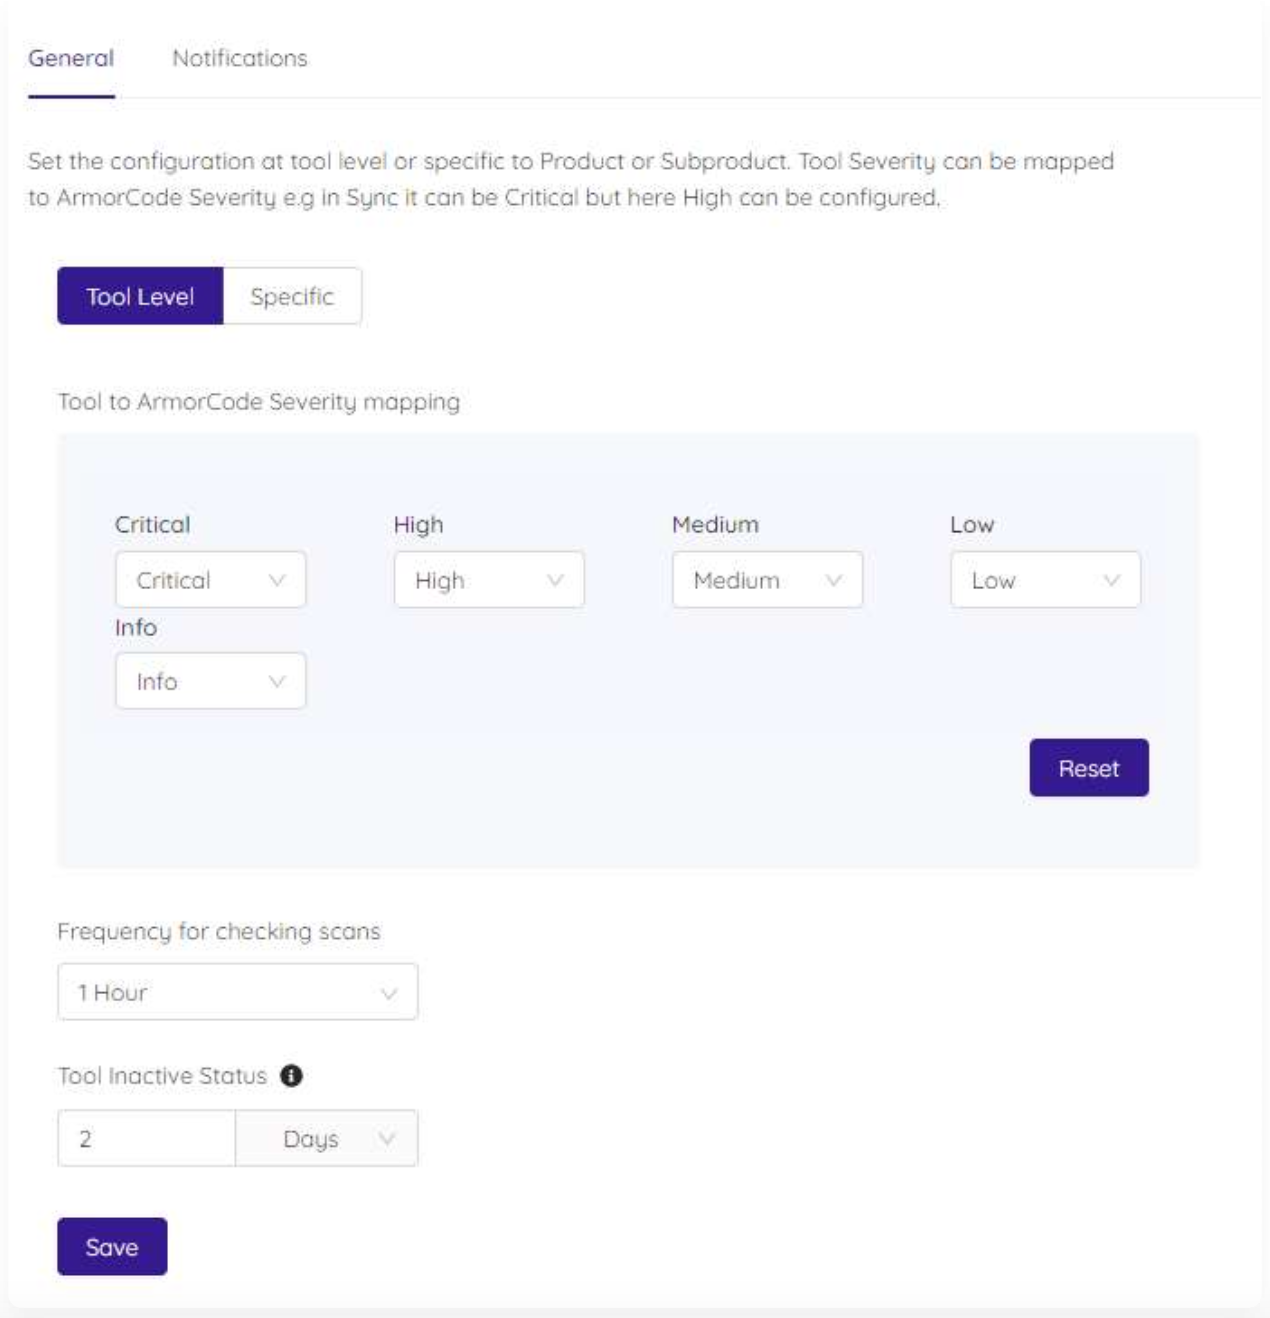 General Notifications
Set the configuration at tool level or specific to Product or Subproduct. Tool Severity can be mapped
to ArmorCode Severity e.g in Sync it can be Critical but here High can be configured.
Tool Level Specific
Tool to ArmorCode Severity mapping
Critical High Medium Low
Critical High Medium Low
Info
Info
Reset
Frequency for checking scans
1 Hour
Tool Inactive Status
2 Days
Save